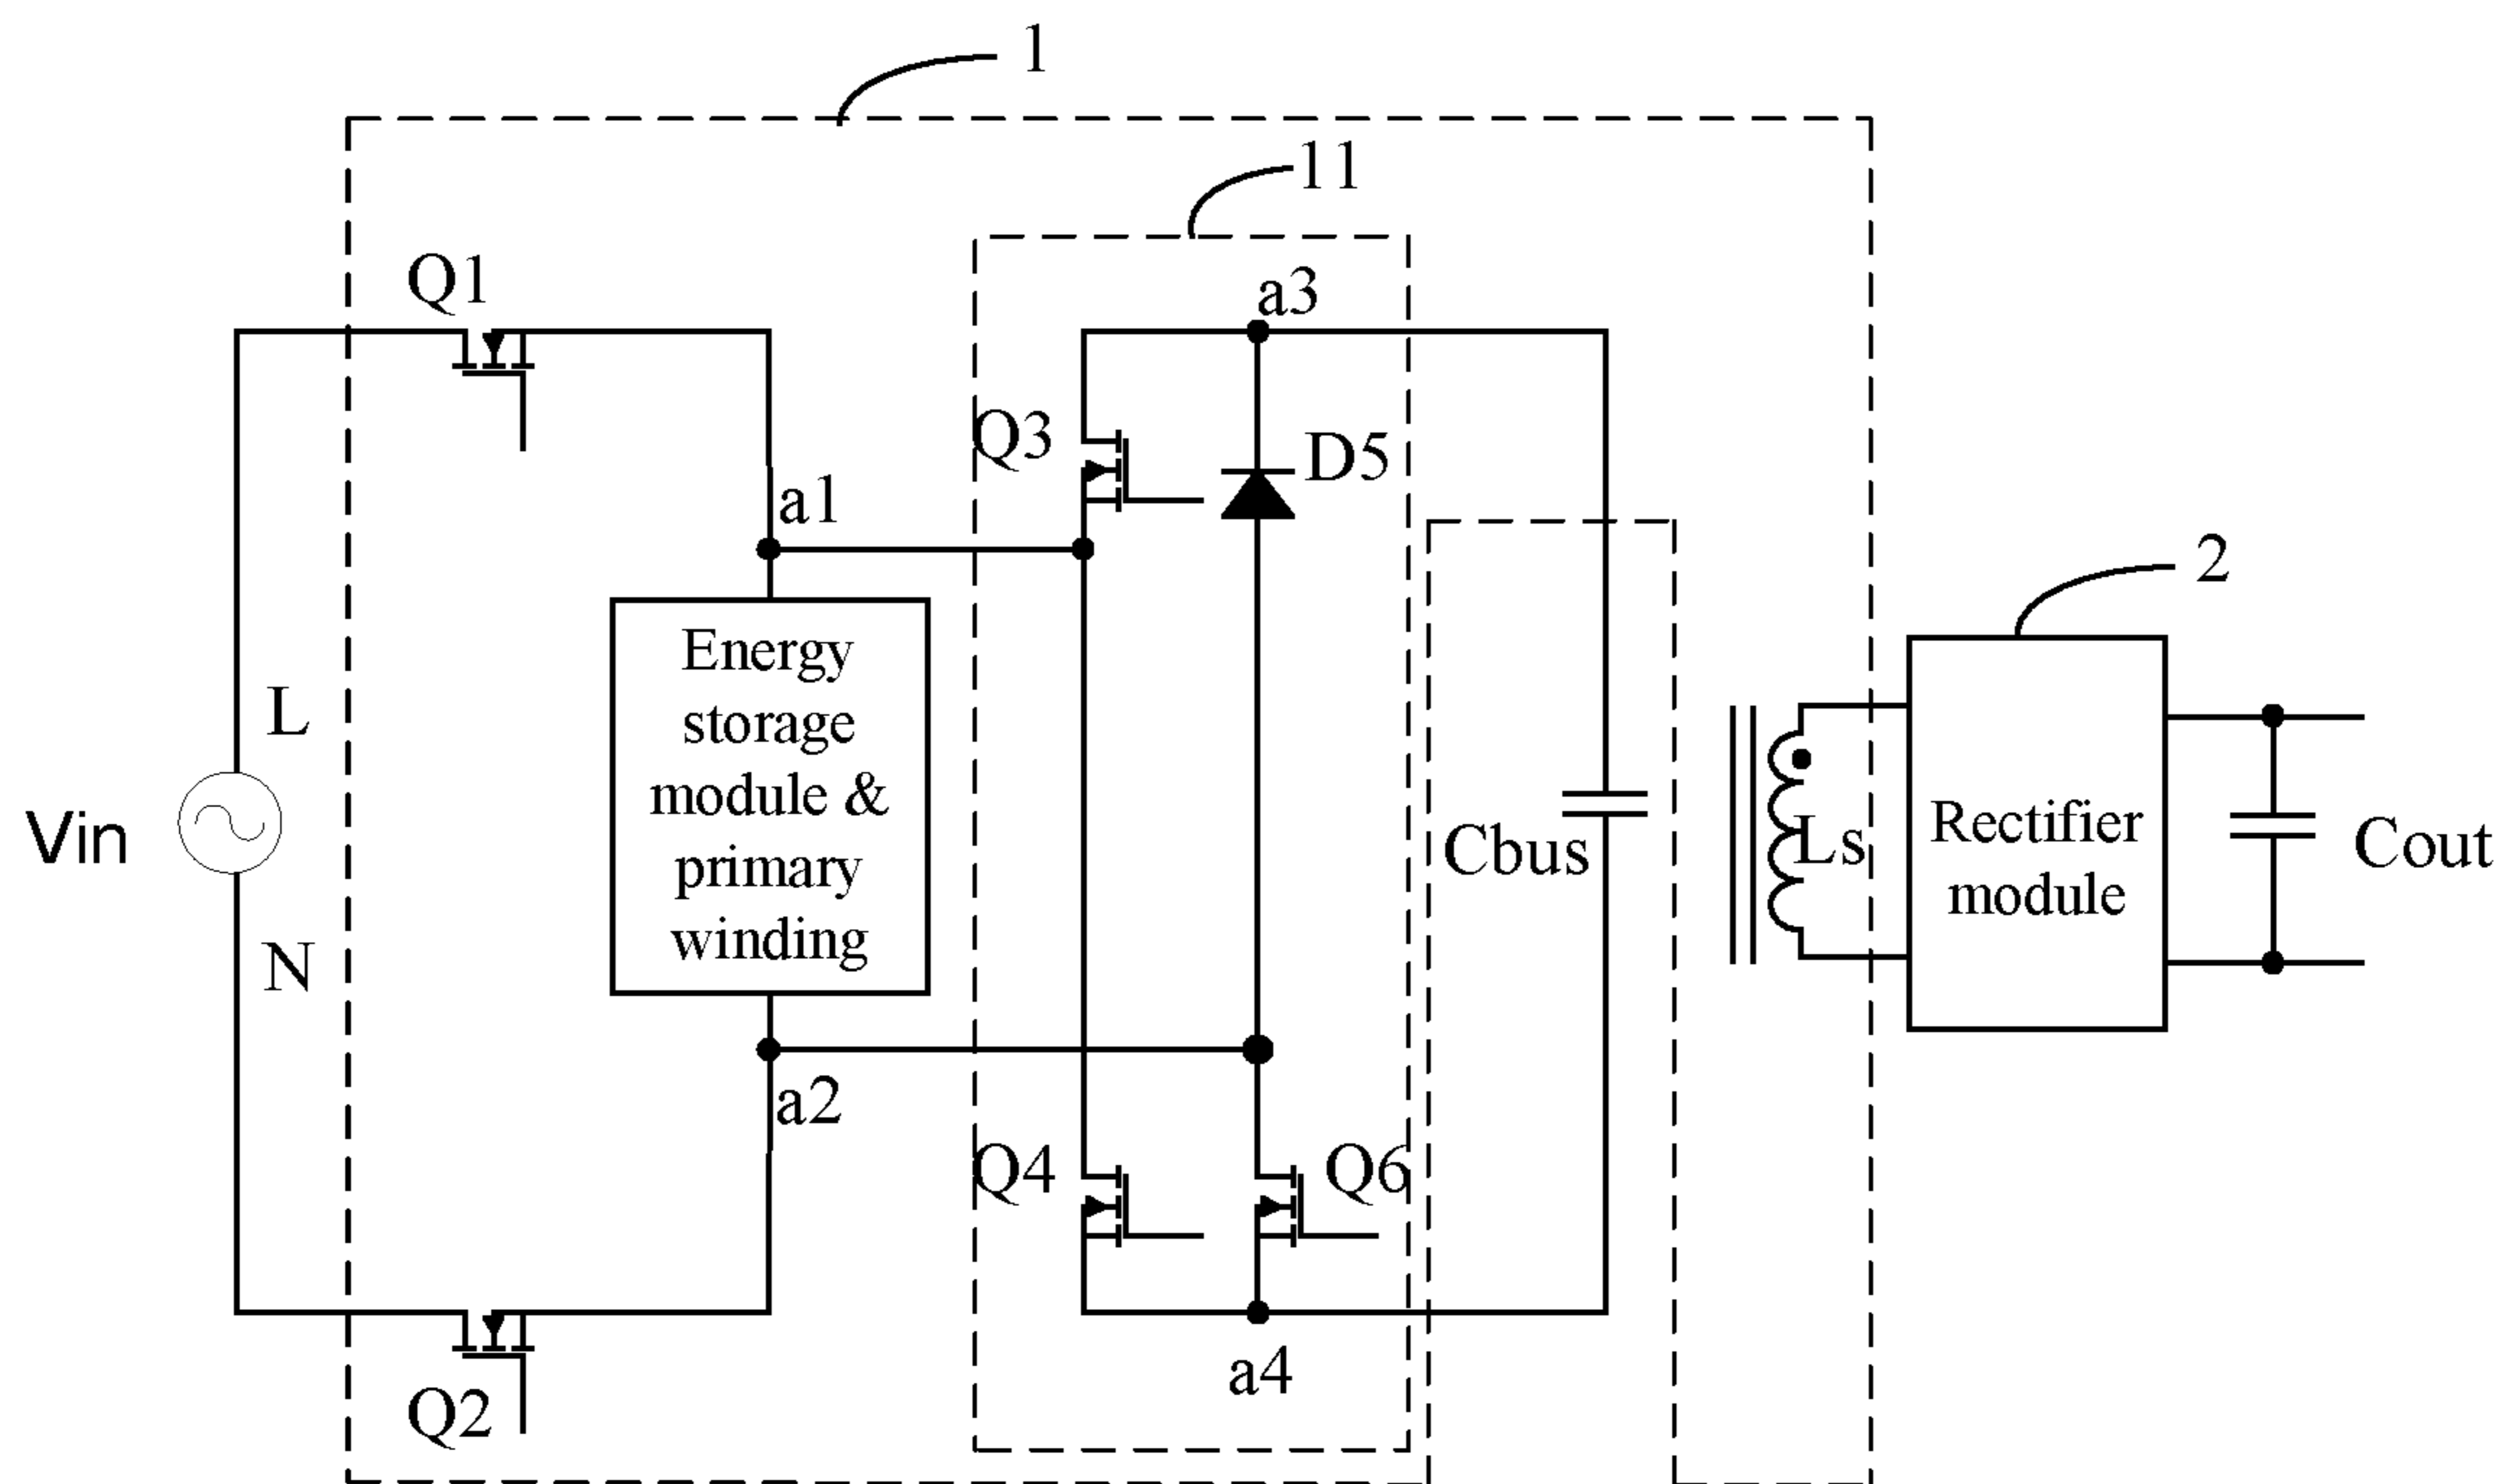 1
11
Q1
a3
Q3
D5
a1
2
Energy
storage
module &
primary
winding
L
Vin
N
Cbus
Ls
Rectifier
module
Cout
a2
Q4
Q6
a4
Q2